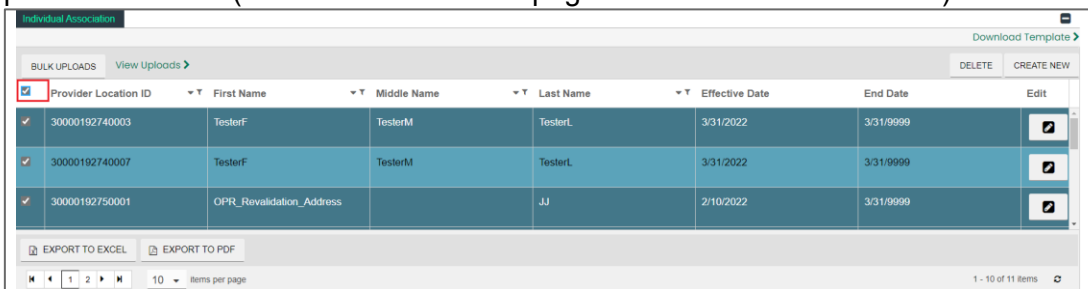 Individual Association
Download Template
BULK UPLOADS View Uploads DELETE CREATE NEW
Provider Location ID First Name Middle Name Last Name Effective Date End Date Edit
30000192740003 TesterF TesterM TesterL 3/31/2022 3/31/9999
30000192740007 TesterF TesterM TesterL 3/31/2022 3/31/9999
30000192750001 OPR_Revalidation_Address JJ 2/10/2022 3/31/9999
EXPORT TO EXCEL EXPORT TO PDF
1 2 10 items per page 1 - 10 of 11 items